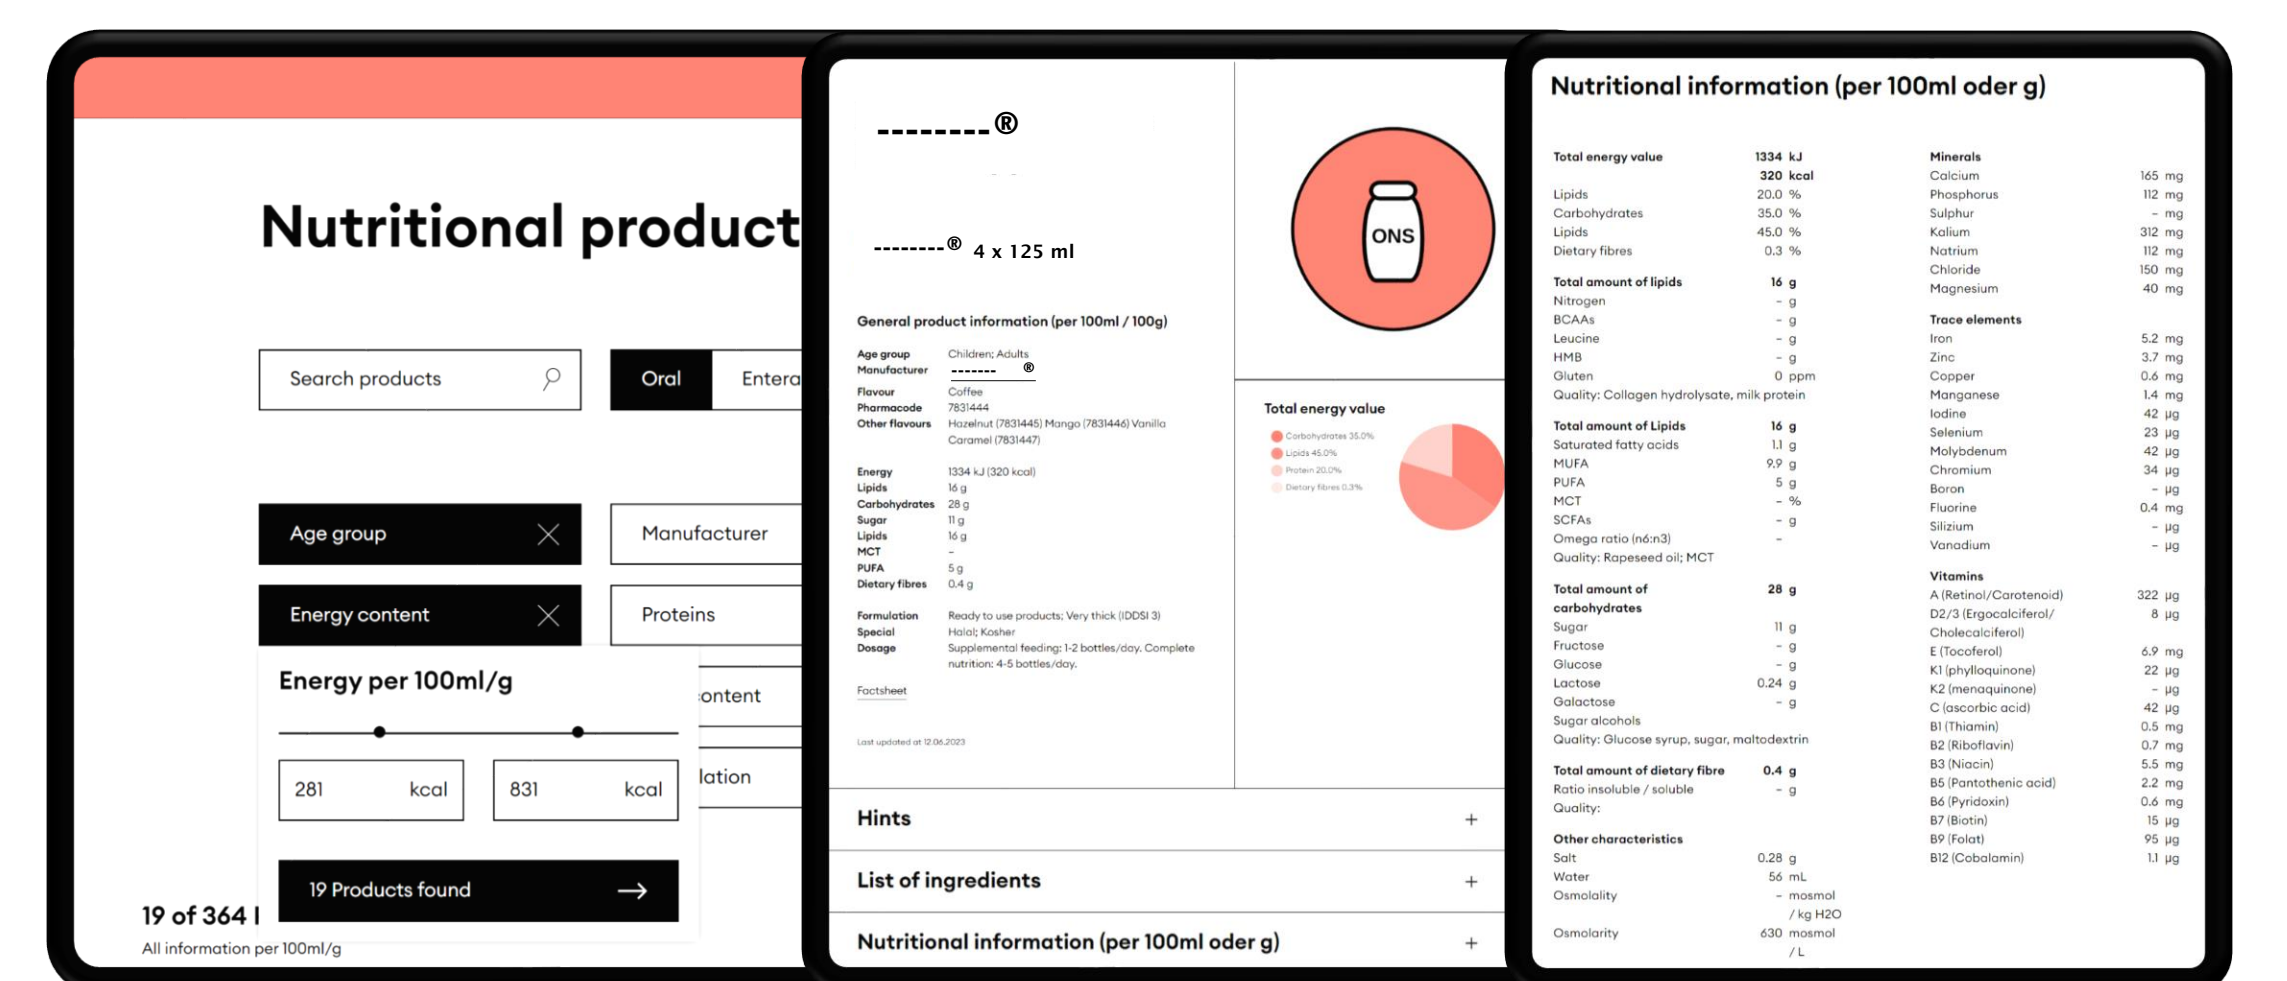 Nutritional product
Search products
Oral
Entera
Age group
Manufacturer
Energy content
Proteins
Energy per 100ml/g
content
281 kcal
831 kcal
lation
19 Products found
19 of 364
All information per 100ml/g
--------®
--------® 4 x 125 ml
General product information (per 100ml / 100g)
Age group Children; Adults
Manufacturer ------- ®
Flavour Coffee
Pharmacode 7831444
Other flavours Hazelnut (7831445) Mango (7831446) Vanilla
Caramel (7831447)
Energy 1334 kJ (320 kcal)
Lipids 16 g
Carbohydrates 28 g
Sugar 11 g
Lipids 16 g
MCT –
PUFA 5 g
Dietary fibres 0.4 g
Formulation Ready to use products; Very thick (IDDSI 3)
Special Halal; Kosher
Dosage Supplemental feeding: 1-2 bottles/day. Complete
nutrition: 4-5 bottles/day.
Factsheet
Last updated at 12.06.2023
ONS
Total energy value
Carbohydrates 35.0%
Lipids 45.0%
Protein 20.0%
Dietary fibres 0.3%
Hints +
List of ingredients +
Nutritional information (per 100ml oder g) +
Nutritional information (per 100ml oder g)
Total energy value 1334 kJ
320 kcal
Lipids 20.0 %
Carbohydrates 35.0 %
Lipids 45.0 %
Dietary fibres 0.3 %
Total amount of lipids 16 g
Nitrogen – g
BCAAs – g
Leucine – g
HMB – g
Gluten 0 ppm
Quality: Collagen hydrolysate, milk protein
Total amount of Lipids 16 g
Saturated fatty acids 1.1 g
MUFA 9.9 g
PUFA 5 g
MCT – %
SCFAs – g
Omega ratio (n6:n3) –
Quality: Rapeseed oil; MCT
Total amount of 28 g
carbohydrates
Sugar 11 g
Fructose – g
Glucose – g
Lactose 0.24 g
Galactose – g
Sugar alcohols
Quality: Glucose syrup, sugar, maltodextrin
Total amount of dietary fibre 0.4 g
Ratio insoluble / soluble – g
Quality:
Other characteristics
Salt 0.28 g
Water 56 mL
Osmolality – mosmol
/ kg H2O
Osmolarity 630 mosmol
/ L
Minerals
Calcium 165 mg
Phosphorus 112 mg
Sulphur – mg
Kalium 312 mg
Natrium 112 mg
Chloride 150 mg
Magnesium 40 mg
Trace elements
Iron 5.2 mg
Zinc 3.7 mg
Copper 0.6 mg
Manganese 1.4 mg
Iodine 42 µg
Selenium 23 µg
Molybdenum 42 µg
Chromium 34 µg
Boron – µg
Fluorine 0.4 mg
Silizium – µg
Vanadium – µg
Vitamins
A (Retinol/Carotenoid) 322 µg
D2/3 (Ergocalciferol/ 8 µg
Cholecalciferol)
E (Tocoferol) 6.9 mg
K1 (phylloquinone) 22 µg
K2 (menaquinone) – µg
C (ascorbic acid) 42 µg
B1 (Thiamin) 0.5 mg
B2 (Riboflavin) 0.7 mg
B3 (Niacin) 5.5 mg
B5 (Pantothenic acid) 2.2 mg
B6 (Pyridoxin) 0.6 mg
B7 (Biotin) 15 µg
B9 (Folat) 95 µg
B12 (Cobalamin) 1.1 µg